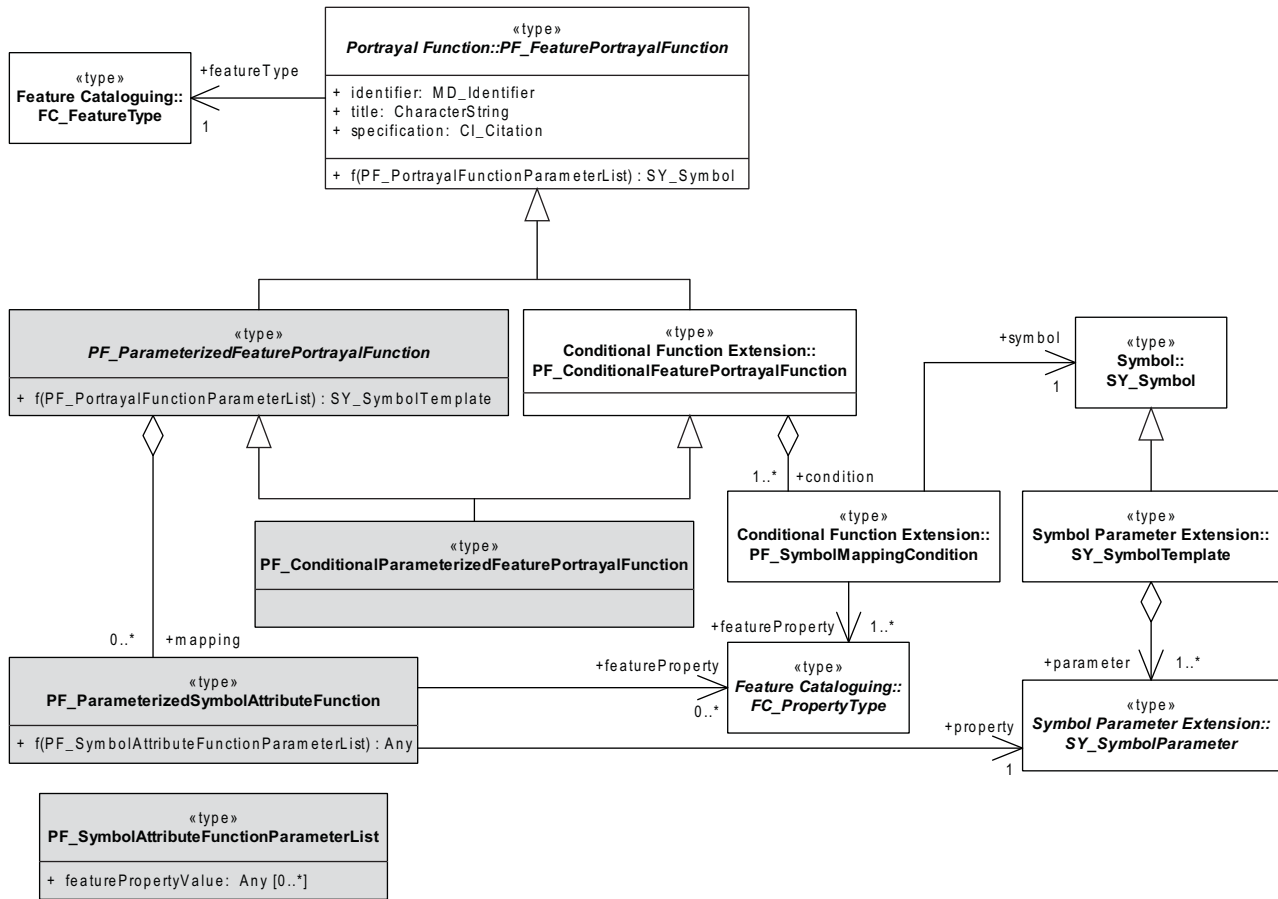 «type»
Portrayal Function::PF_FeaturePortrayalFunction
+ identifier: MD_Identifier
+ title: CharacterString
+ specification: CI_Citation
+ f(PF_PortrayalFunctionParameterList) : SY_Symbol
«type»
Feature Cataloguing::
FC_FeatureType
+featureType
1
«type»
PF_ParameterizedFeaturePortrayalFunction
+ f(PF_PortrayalFunctionParameterList) : SY_SymbolTemplate
«type»
Conditional Function Extension::
PF_ConditionalFeaturePortrayalFunction
+symbol
1
«type»
Symbol::
SY_Symbol
1..* +condition
«type»
PF_ConditionalParameterizedFeaturePortrayalFunction
«type»
Conditional Function Extension::
PF_SymbolMappingCondition
«type»
Symbol Parameter Extension::
SY_SymbolTemplate
0..* +mapping
+featureProperty 1..*
+parameter 1..*
«type»
PF_ParameterizedSymbolAttributeFunction
+ f(PF_SymbolAttributeFunctionParameterList) : Any
+featureProperty
0..*
«type»
Feature Cataloguing::
FC_PropertyType
+property
1
«type»
Symbol Parameter Extension::
SY_SymbolParameter
«type»
PF_SymbolAttributeFunctionParameterList
+ featurePropertyValue: Any [0..*]